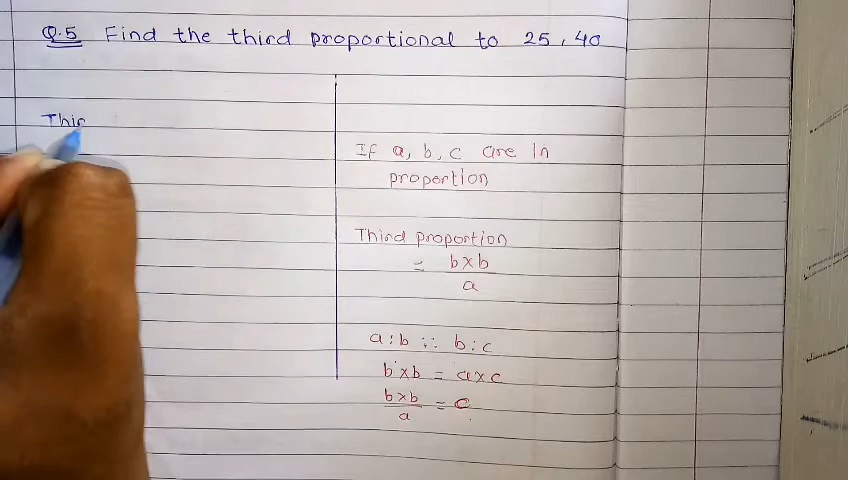 Q.5 Find the third proportional to 25, 40
Thir
If a, b, c are in
proportion
Third proportion
= b×b
a
a : b :: b : c
b×b = a×c
b×b = c
a